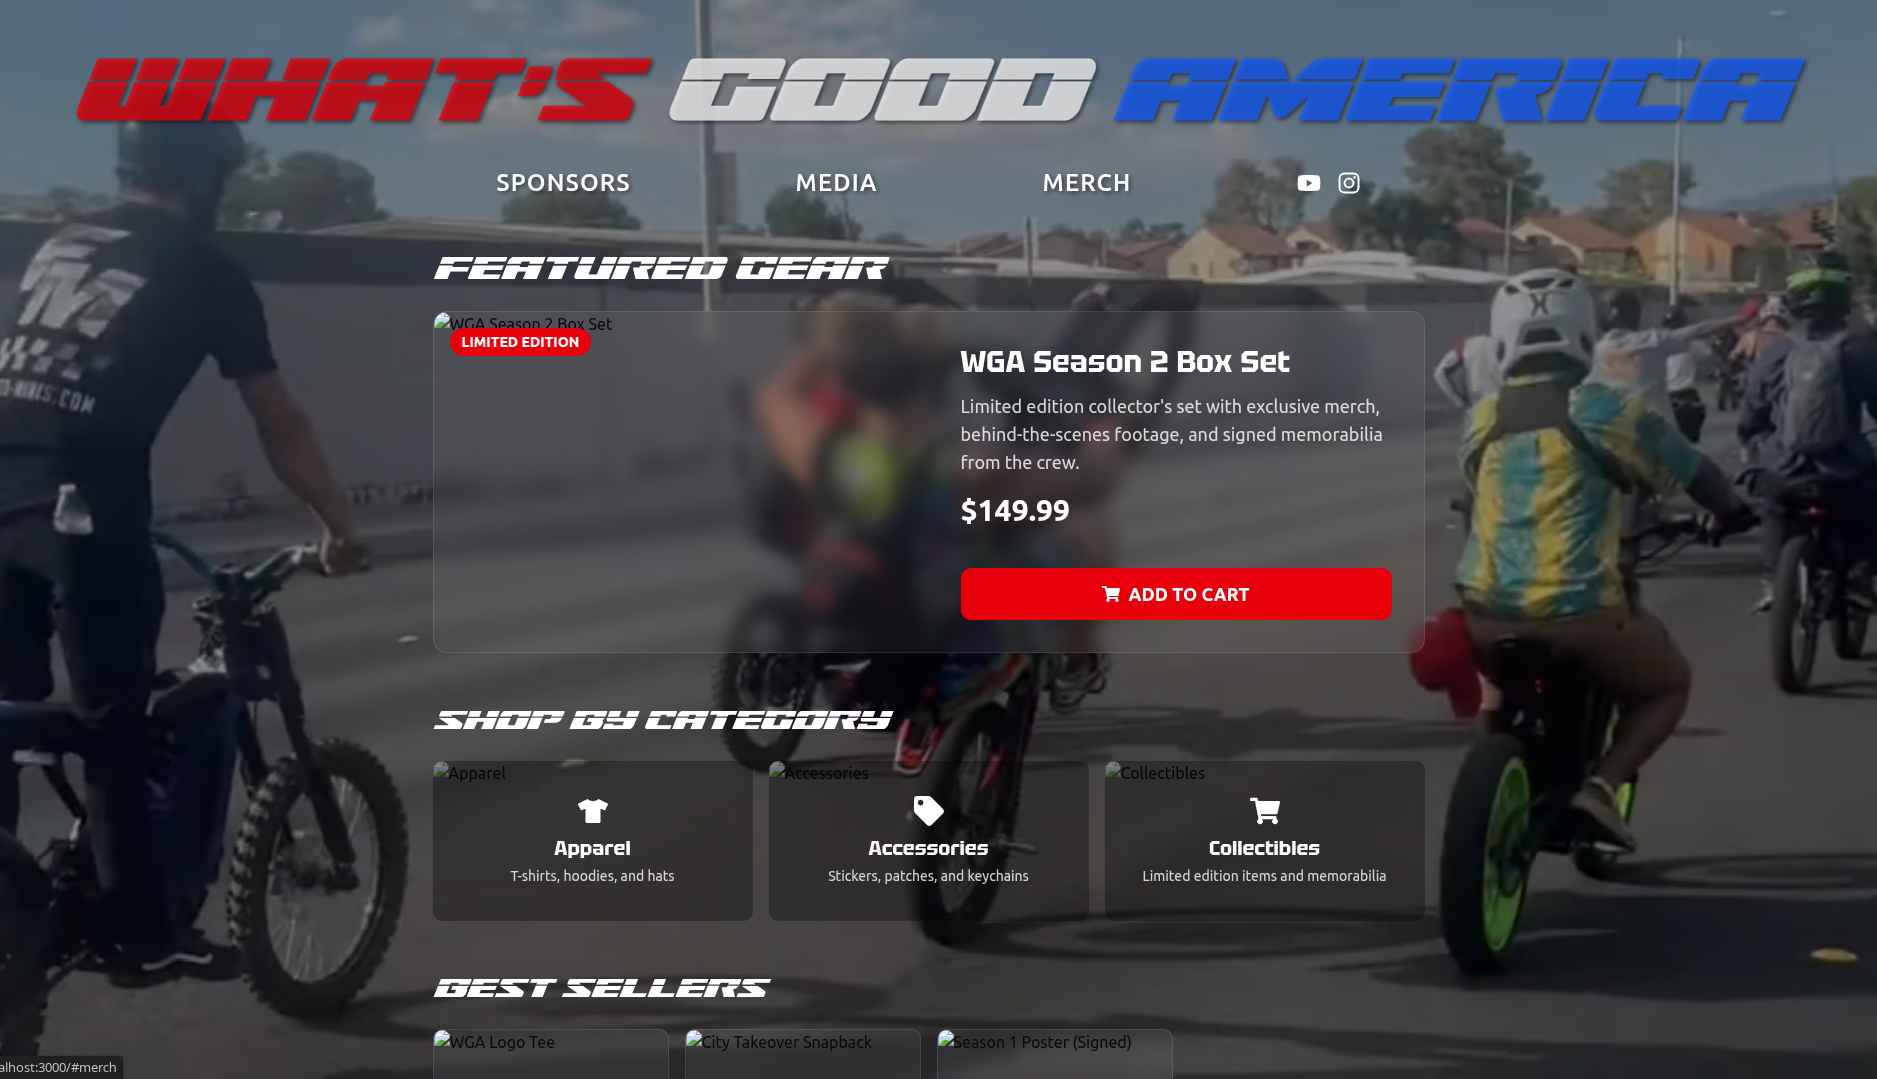 WHAT'S GOOD AMERICA
SPONSORS MEDIA MERCH
FEATURED GEAR
WGA Season 2 Box Set
LIMITED EDITION
WGA Season 2 Box Set
Limited edition collector's set with exclusive merch,
behind-the-scenes footage, and signed memorabilia
from the crew.
$149.99
ADD TO CART
SHOP BY CATEGORY
Apparel
Accessories
Collectibles
Apparel
T-shirts, hoodies, and hats
Accessories
Stickers, patches, and keychains
Collectibles
Limited edition items and memorabilia
BEST SELLERS
WGA Logo Tee
City Takeover Snapback
Season 1 Poster (Signed)
alhost:3000/#merch